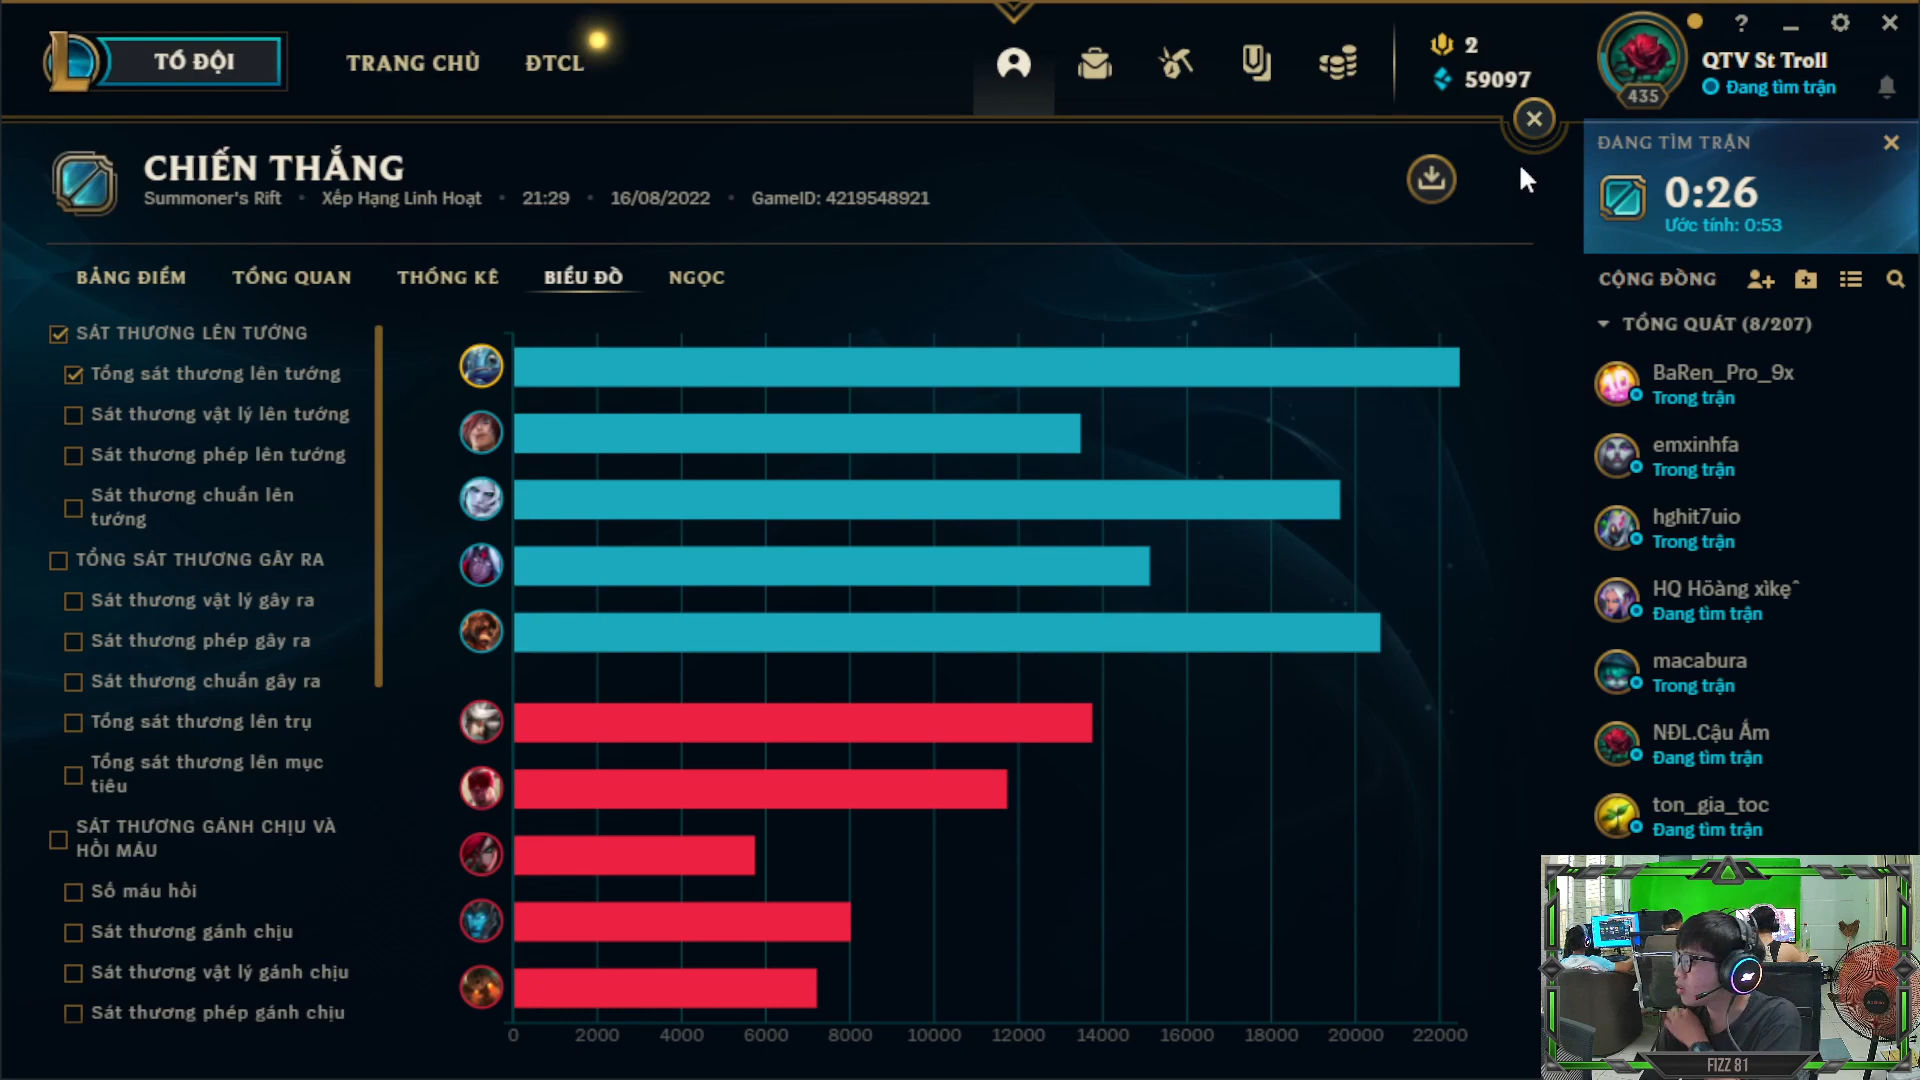 TỔ ĐỘI
TRANG CHỦ
ĐTCL
2
59097
?
435
QTV St Troll
Đang tìm trận
CHIẾN THẮNG
Summoner's Rift • Xếp Hạng Linh Hoạt • 21:29 • 16/08/2022 • GameID: 4219548921
ĐANG TÌM TRẬN
0:26
Ước tính: 0:53
BẢNG ĐIỂM
TỔNG QUAN
THỐNG KÊ
BIỂU ĐỒ
NGỌC
SÁT THƯƠNG LÊN TƯỚNG
Tổng sát thương lên tướng
Sát thương vật lý lên tướng
Sát thương phép lên tướng
Sát thương chuẩn lên
tướng
TỔNG SÁT THƯƠNG GÂY RA
Sát thương vật lý gây ra
Sát thương phép gây ra
Sát thương chuẩn gây ra
Tổng sát thương lên trụ
Tổng sát thương lên mục
tiêu
SÁT THƯƠNG GÁNH CHỊU VÀ
HỒI MÁU
Số máu hồi
Sát thương gánh chịu
Sát thương vật lý gánh chịu
Sát thương phép gánh chịu
0 2000 4000 6000 8000 10000 12000 14000 16000 18000 20000 22000
CỘNG ĐỒNG
TỔNG QUÁT (8/207)
BaRen_Pro_9x
Trong trận
emxinhfa
Trong trận
hghit7uio
Trong trận
HQ Höàng xìkẹˆ
Đang tìm trận
macabura
Trong trận
NĐL.Cậu Ấm
Đang tìm trận
ton_gia_toc
Đang tìm trận
FIZZ 81